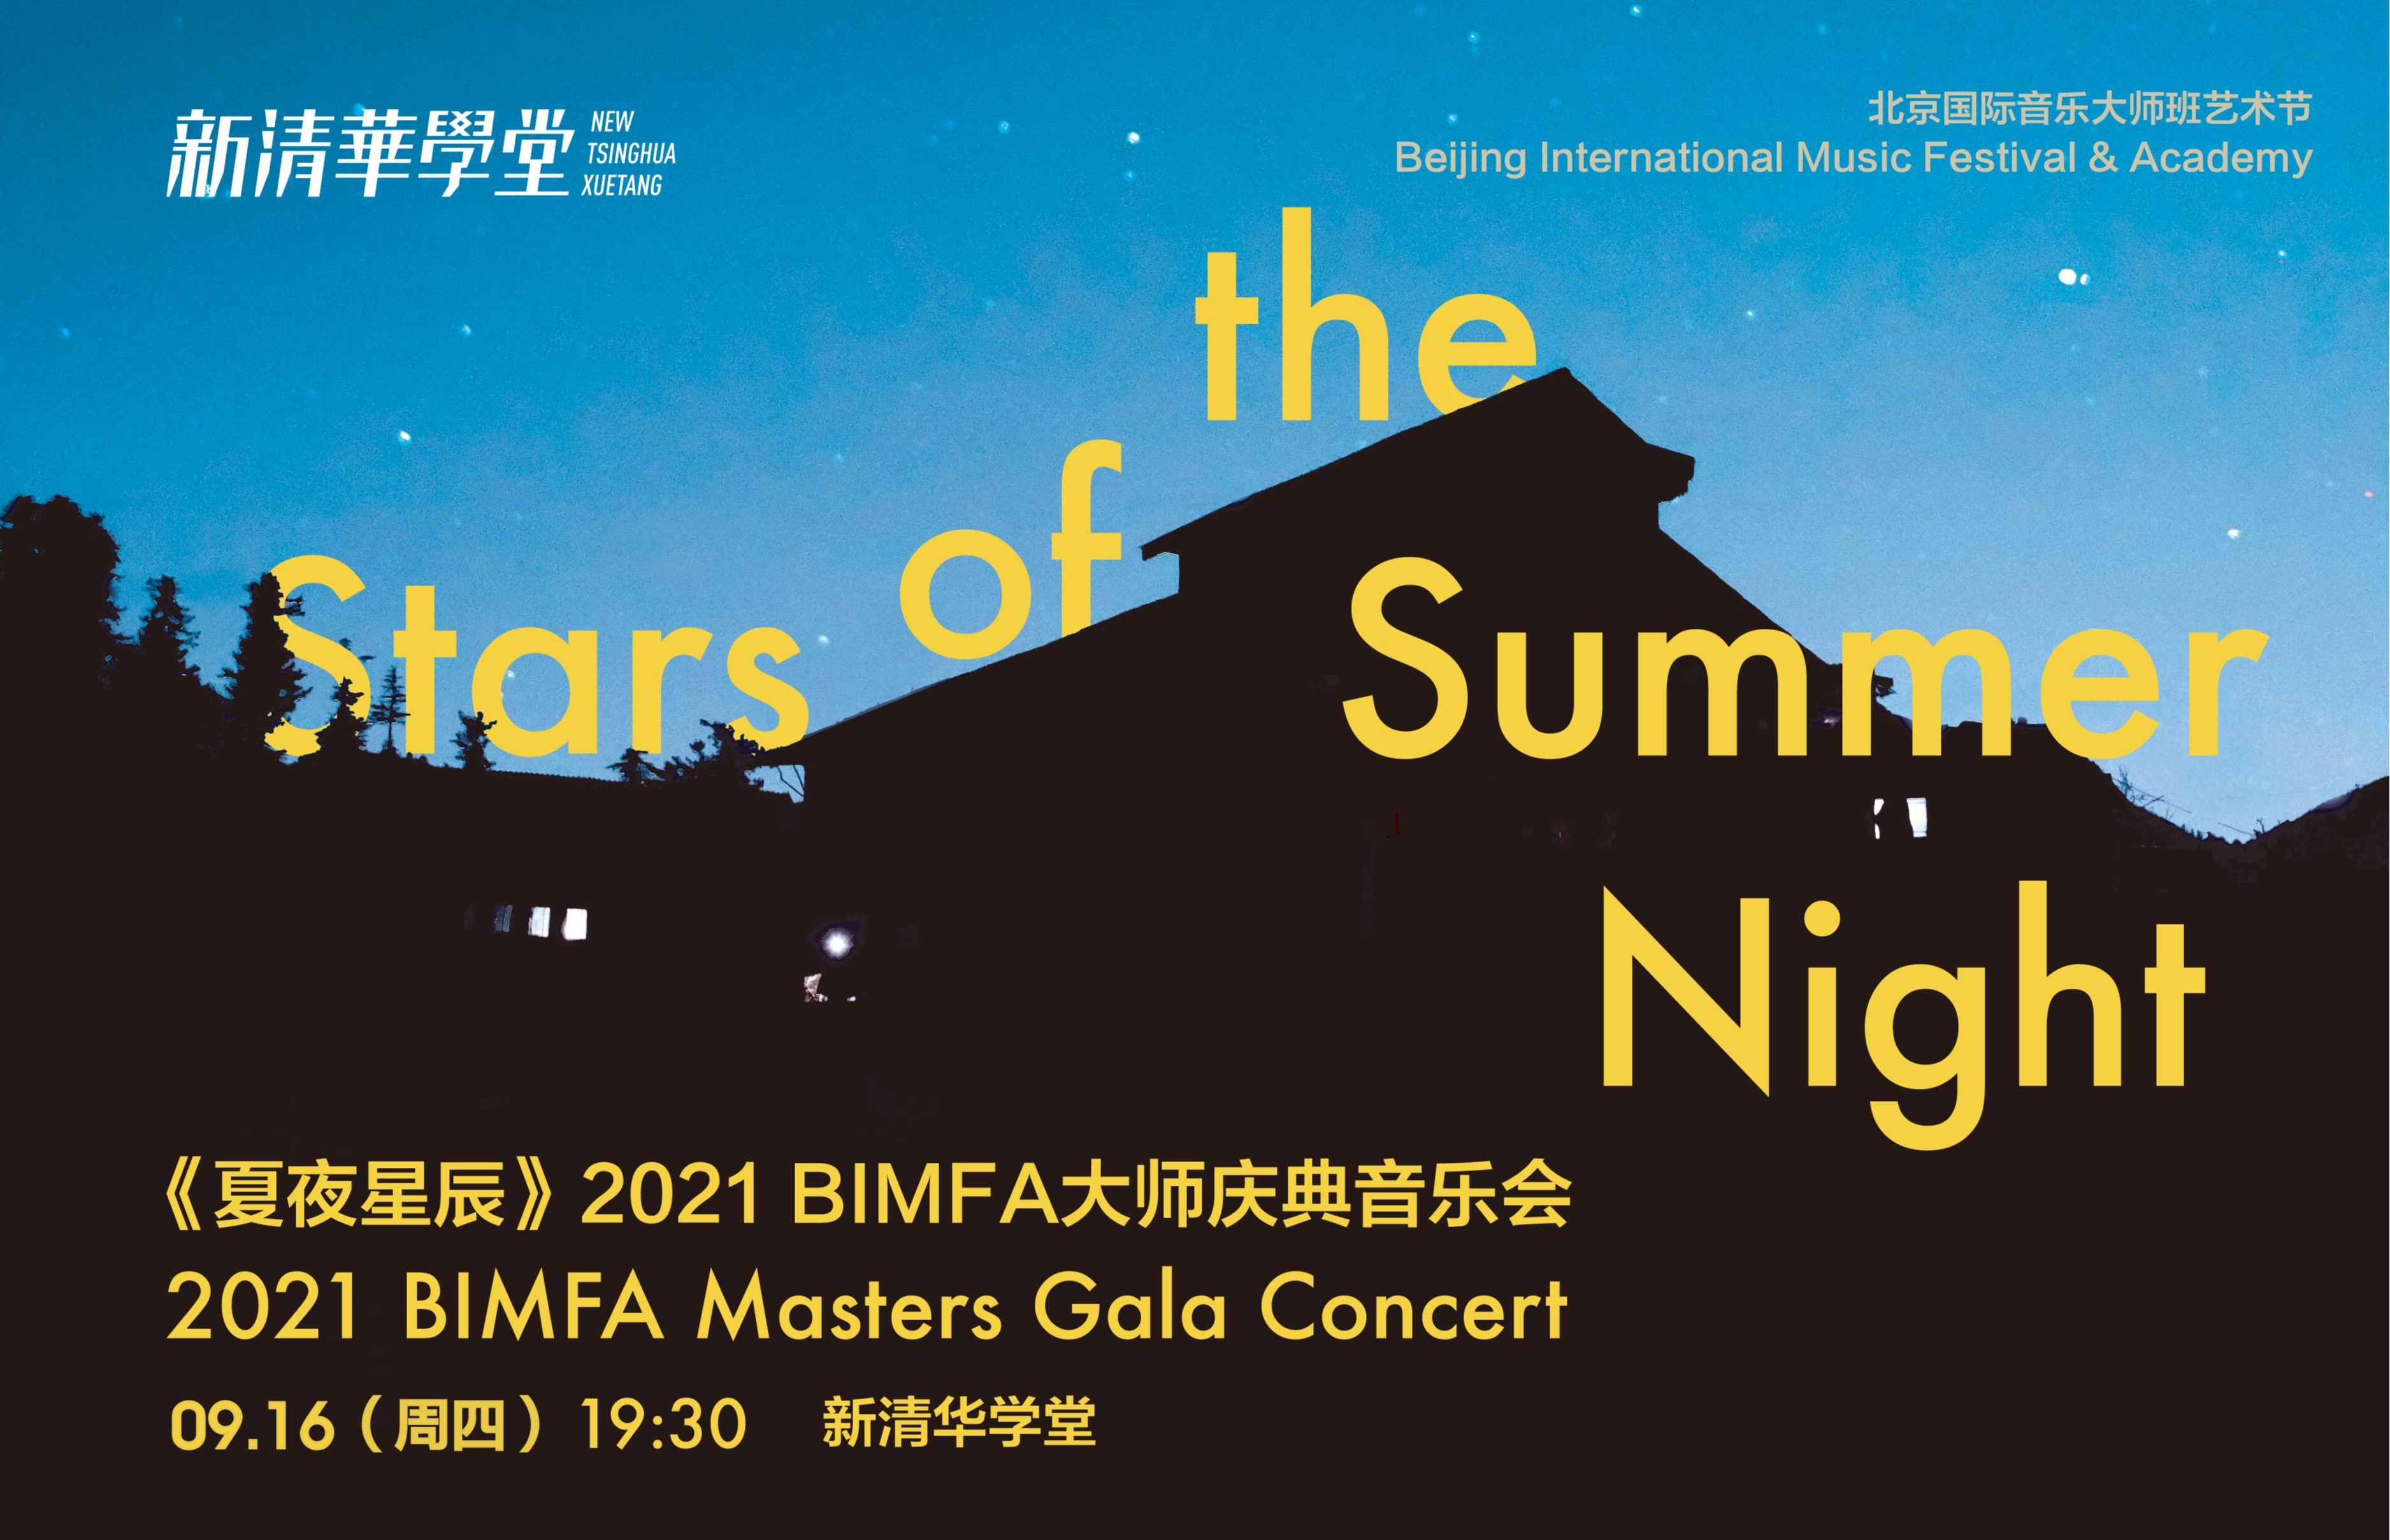 新清華學堂
NEW
TSINGHUA
XUETANG
北京国际音乐大师班艺术节
Beijing International Music Festival & Academy
Stars of the Summer
Night
《夏夜星辰》2021 BIMFA大师庆典音乐会
2021 BIMFA Masters Gala Concert
09.16（周四）19:30 新清华学堂